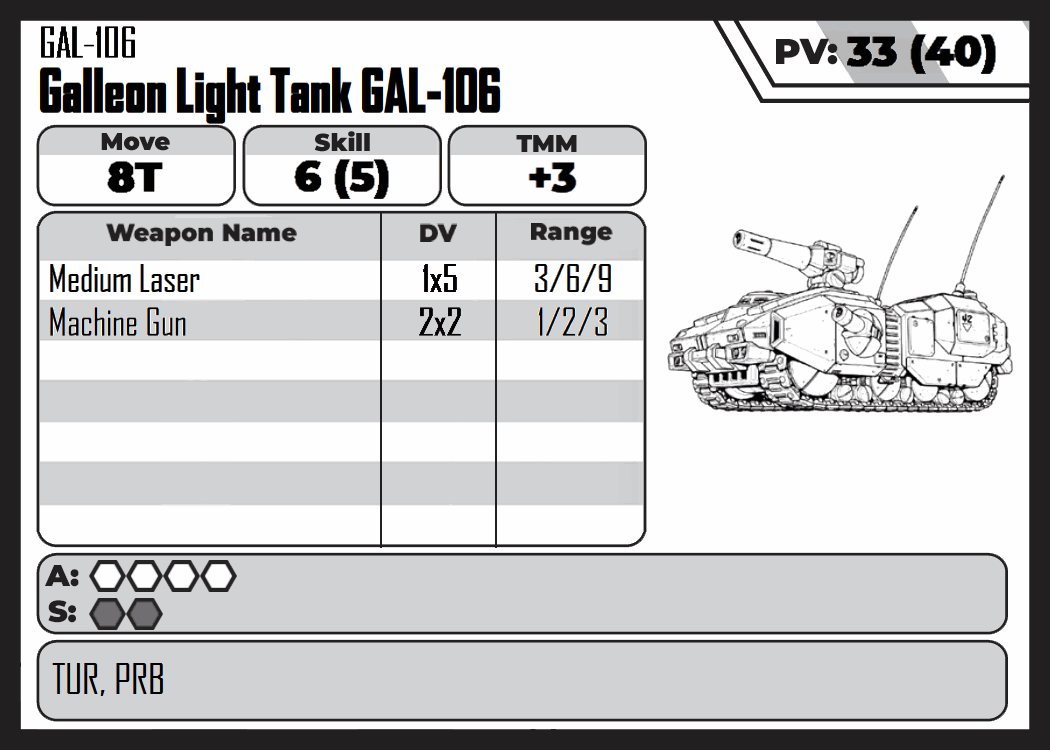 GAL-106
Galleon Light Tank GAL-106
PV: 33 (40)
Move Skill TMM
8T 6 (5) +3
Weapon Name DV Range
Medium Laser 1x5 3/6/9
Machine Gun 2x2 1/2/3
A:
S:
TUR, PRB